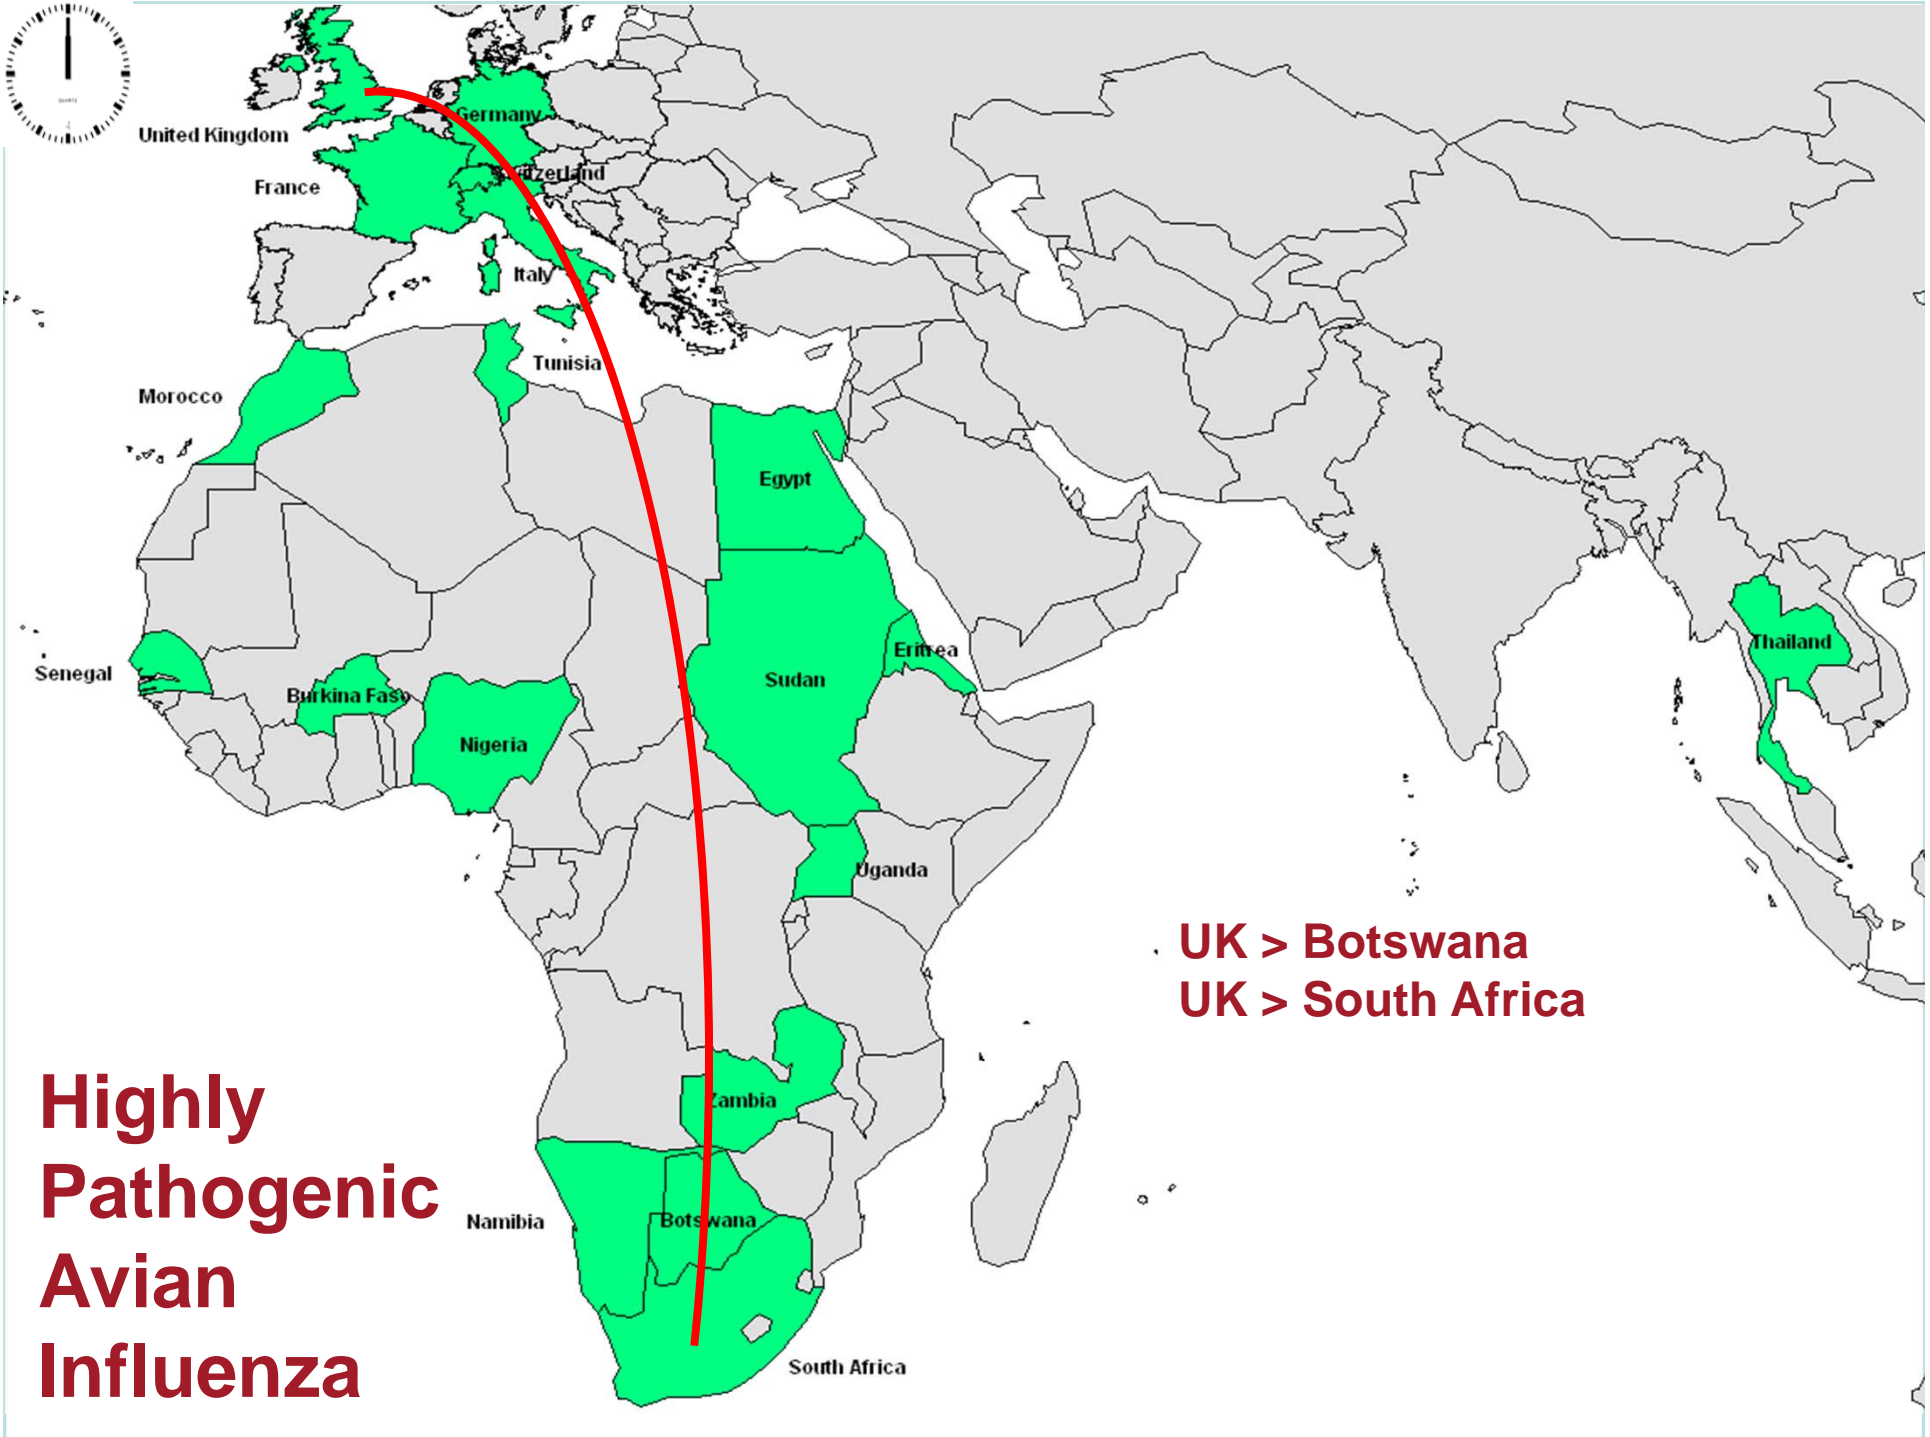 United Kingdom
Germany
Switzerland
France
Italy
Tunisia
Morocco
Egypt
Senegal
Burkina Faso
Nigeria
Sudan
Eritrea
Thailand
Uganda
UK > Botswana
UK > South Africa
Zambia
Namibia
Botswana
South Africa
Highly
Pathogenic
Avian
Influenza